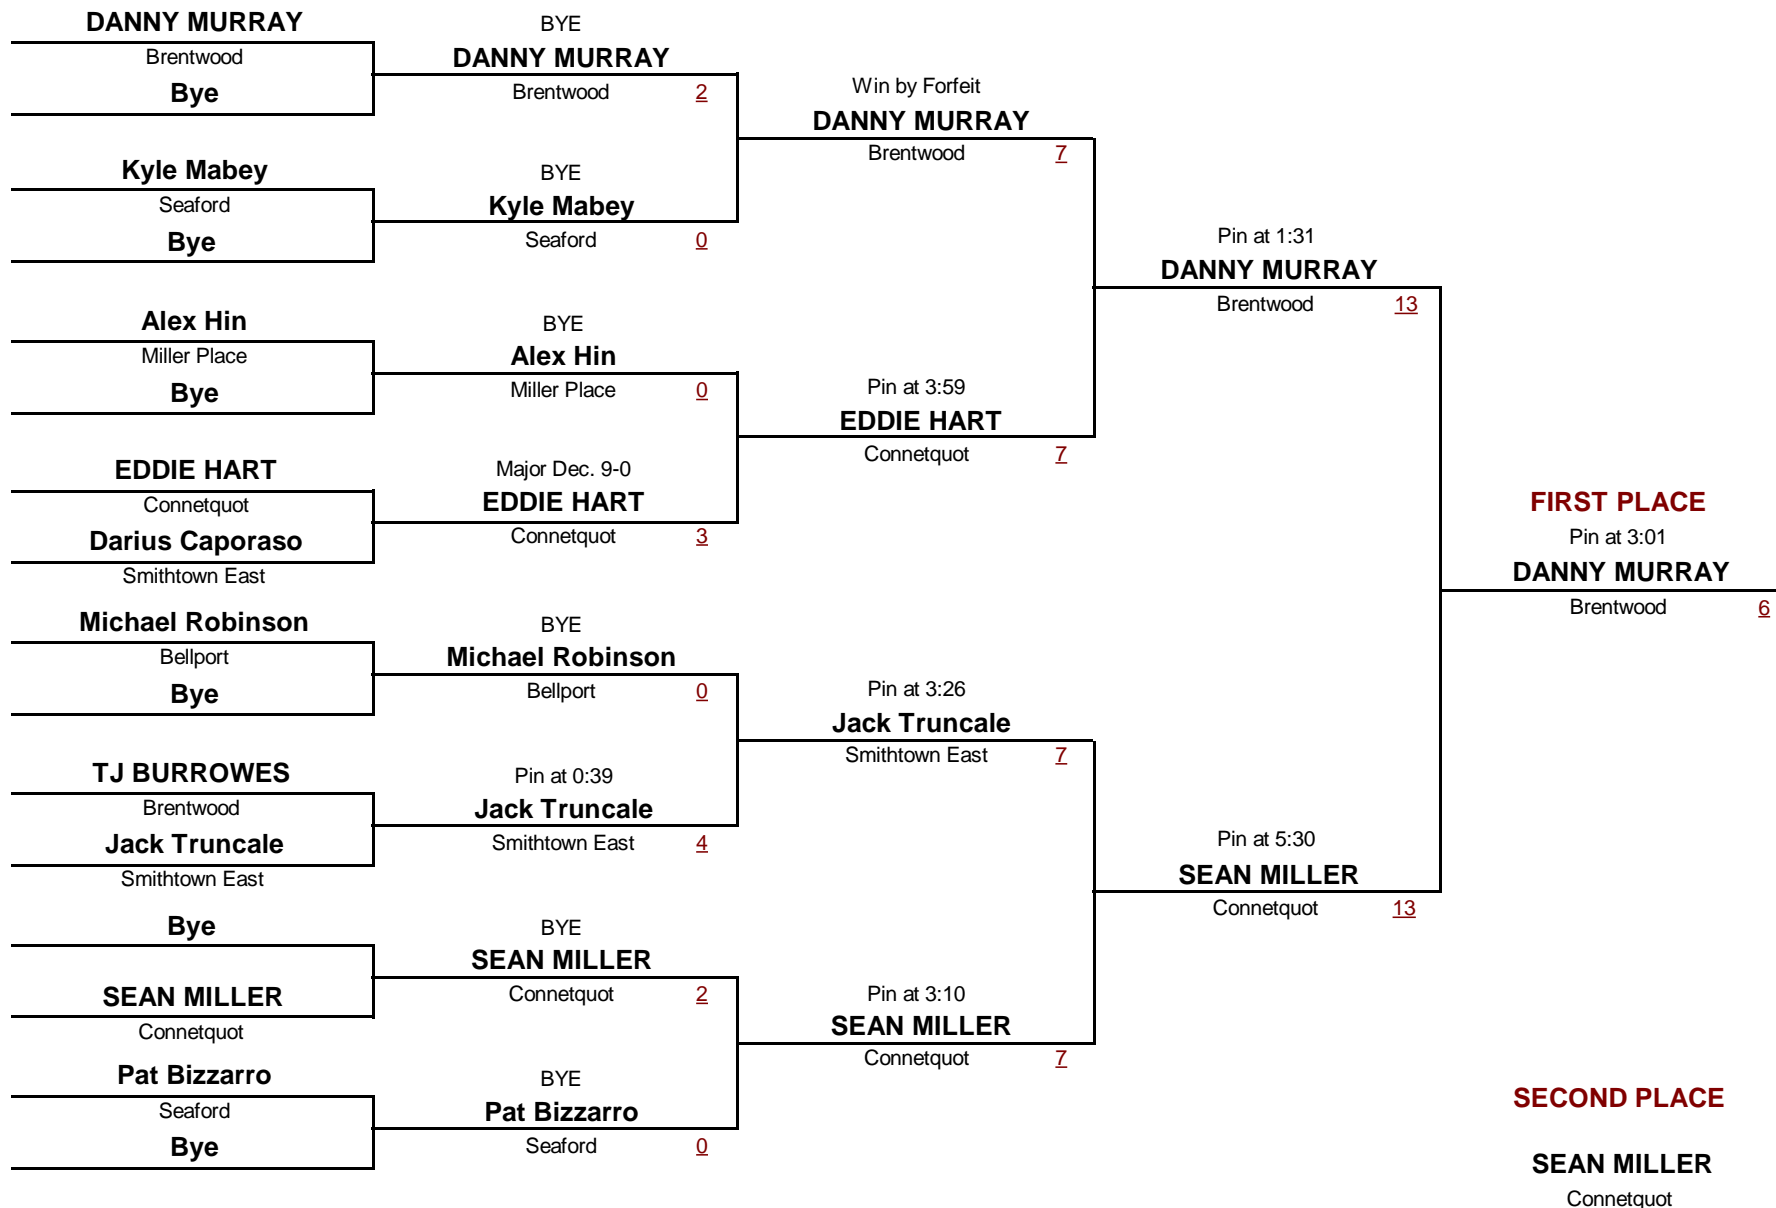 DANNY MURRAY
Brentwood
Bye
Kyle Mabey
Seaford
Bye
Alex Hin
Miller Place
Bye
EDDIE HART
Connetquot
Darius Caporaso
Smithtown East
Michael Robinson
Bellport
Bye
TJ BURROWES
Brentwood
Jack Truncale
Smithtown East
Bye
SEAN MILLER
Connetquot
Pat Bizzarro
Seaford
Bye
BYE
DANNY MURRAY
Brentwood 2
BYE
Kyle Mabey
Seaford 0
BYE
Alex Hin
Miller Place 0
Major Dec. 9-0
EDDIE HART
Connetquot 3
BYE
Michael Robinson
Bellport 0
Pin at 0:39
Jack Truncale
Smithtown East 4
BYE
SEAN MILLER
Connetquot 2
BYE
Pat Bizzarro
Seaford 0
Win by Forfeit
DANNY MURRAY
Brentwood 7
Pin at 3:59
EDDIE HART
Connetquot 7
Pin at 3:26
Jack Truncale
Smithtown East 7
Pin at 3:10
SEAN MILLER
Connetquot 7
Pin at 1:31
DANNY MURRAY
Brentwood 13
Pin at 5:30
SEAN MILLER
Connetquot 13
FIRST PLACE
Pin at 3:01
DANNY MURRAY
Brentwood 6
SECOND PLACE
SEAN MILLER
Connetquot